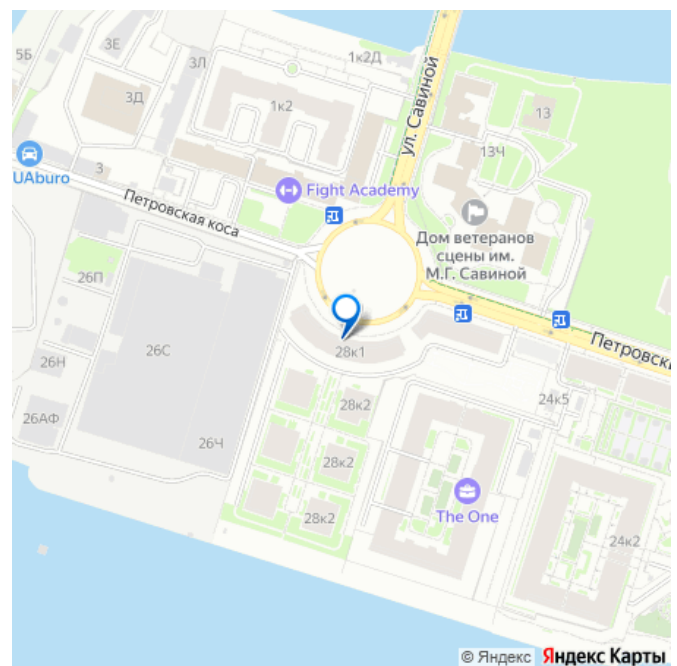 5Б
3Е
3Л
1к2Д
3Д
1к2
ул. Савиной
13
13Ч
UAburo
3
Fight Academy
Петровская коса
Дом ветеранов
сцены им.
М.Г. Савиной
26П
26С
28к1
Петровски
26Н
26АФ
26Ч
28к2
24к5
28к2
The One
28к2
24к2
© Яндекс Яндекс Карты